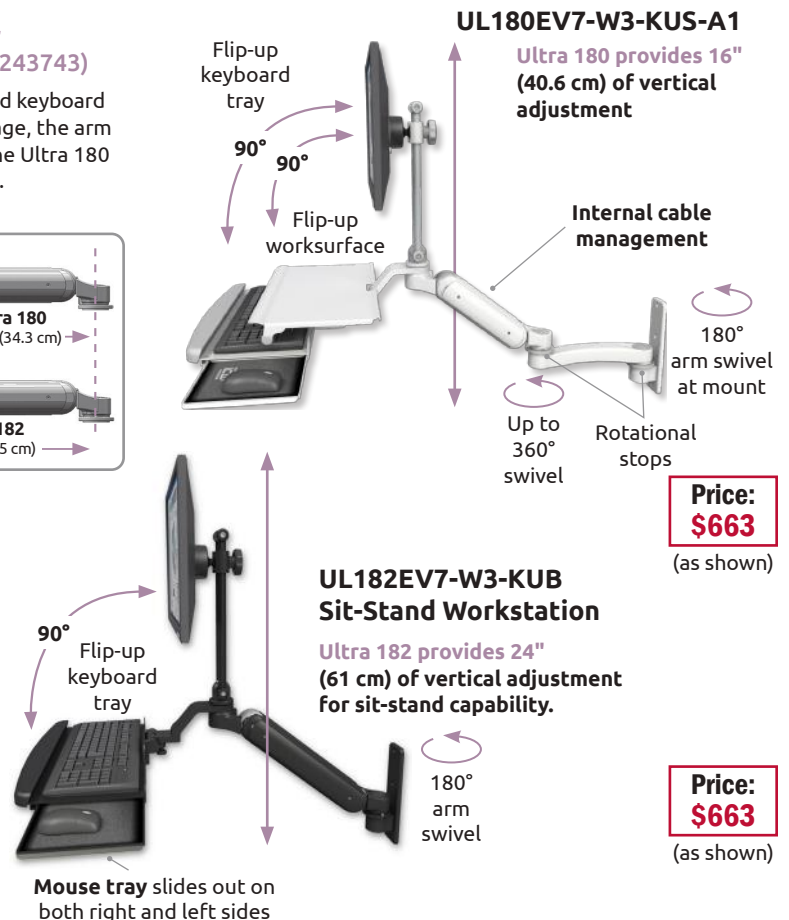 243743)
d keyboard
age, the arm
he Ultra 180
ra 180
(34.3 cm)
182
5 cm)
UL180EV7-W3-KUS-A1
Ultra 180 provides 16"
(40.6 cm) of vertical
adjustment
Flip-up
keyboard
tray
90°
90°
Flip-up
worksurface
Internal cable
management
180°
arm swivel
at mount
Up to
360°
swivel
Rotational
stops
Price:
$663
(as shown)
UL182EV7-W3-KUB
Sit-Stand Workstation
Ultra 182 provides 24"
(61 cm) of vertical adjustment
for sit-stand capability.
90°
Flip-up
keyboard
tray
180°
arm
swivel
Price:
$663
(as shown)
Mouse tray slides out on
both right and left sides